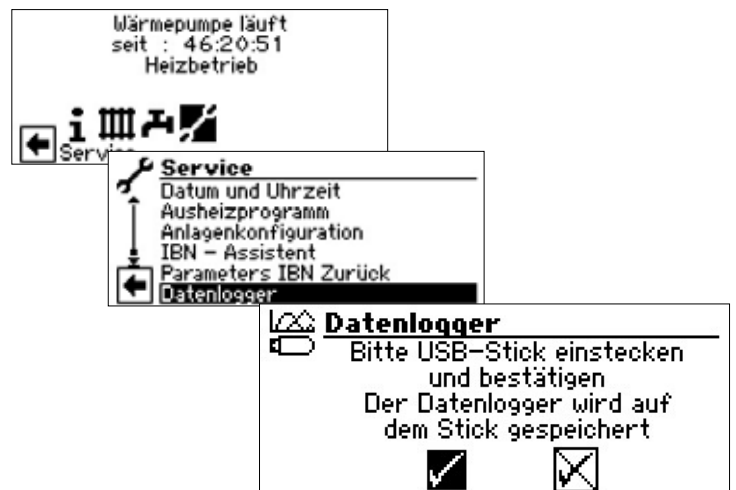 Wärmepumpe läuft
seit : 46:20:51
Heizbetrieb
Service
Service
Datum und Uhrzeit
Ausheizprogramm
Anlagenkonfiguration
IBN - Assistent
Parameters IBN Zurück
Datenlogger
Datenlogger
Bitte USB-Stick einstecken
und bestätigen
Der Datenlogger wird auf
dem Stick gespeichert